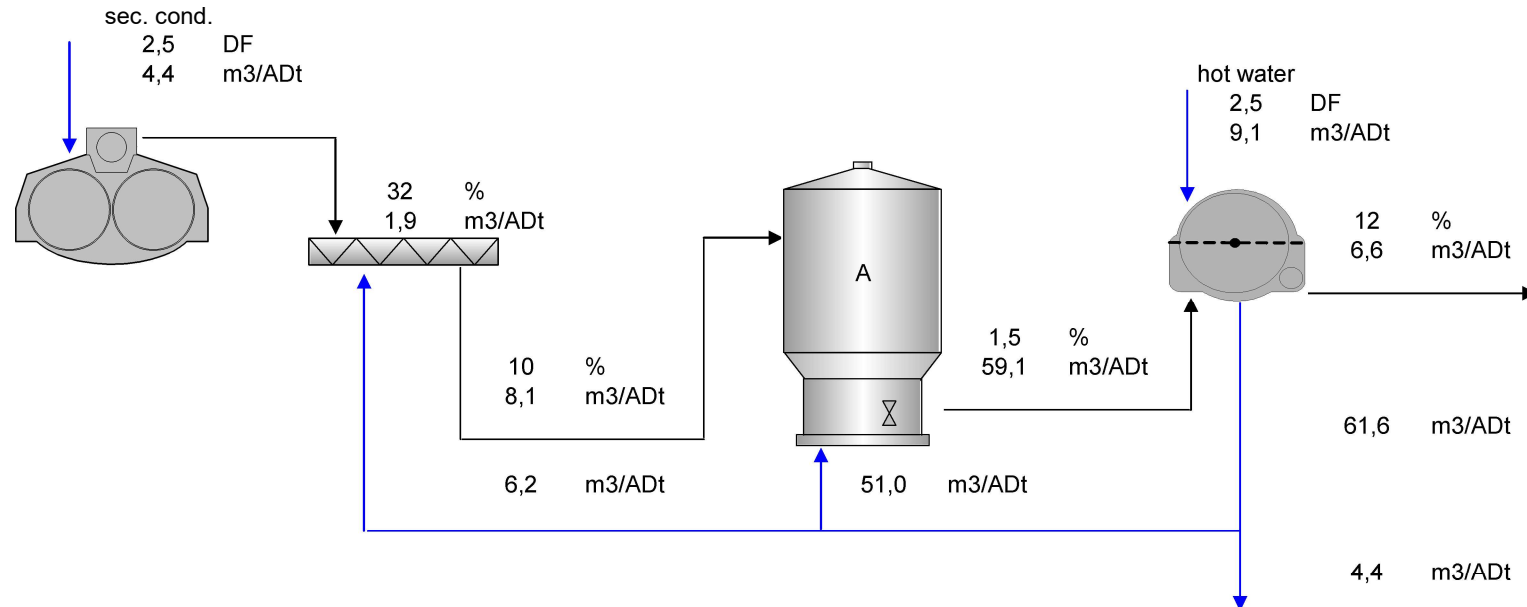 sec. cond.
2,5 DF
4,4 m3/ADt
hot water
2,5 DF
9,1 m3/ADt
32 %
1,9 m3/ADt
12 %
6,6 m3/ADt
A
1,5 %
59,1 m3/ADt
10 %
8,1 m3/ADt
61,6 m3/ADt
6,2 m3/ADt
51,0 m3/ADt
4,4 m3/ADt